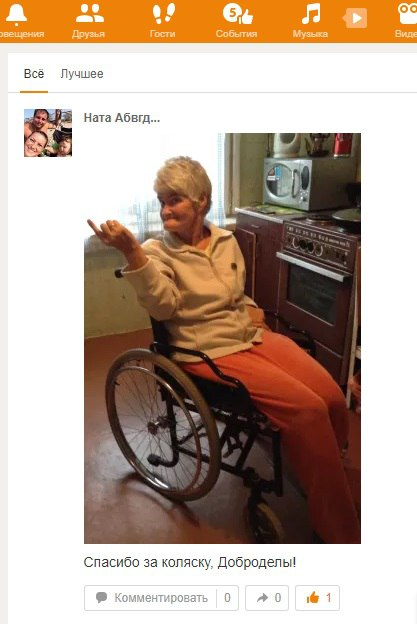 5
овещения Друзья Гости События Музыка Виде
Всё Лучшее
Ната Абвгд...
Спасибо за коляску, Доброделы!
Комментировать 0 0 1